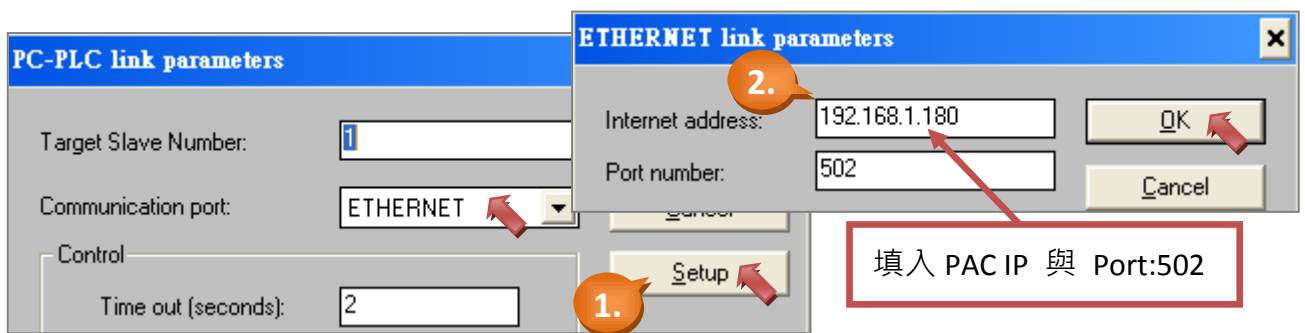 PC-PLC link parameters
Target Slave Number:
1
Communication port:
ETHERNET
Cancel
Control
Setup
1.
Time out (seconds):
2
ETHERNET link parameters
2.
Internet address:
192.168.1.180
OK
Port number:
502
Cancel
填入 PAC IP 與 Port:502